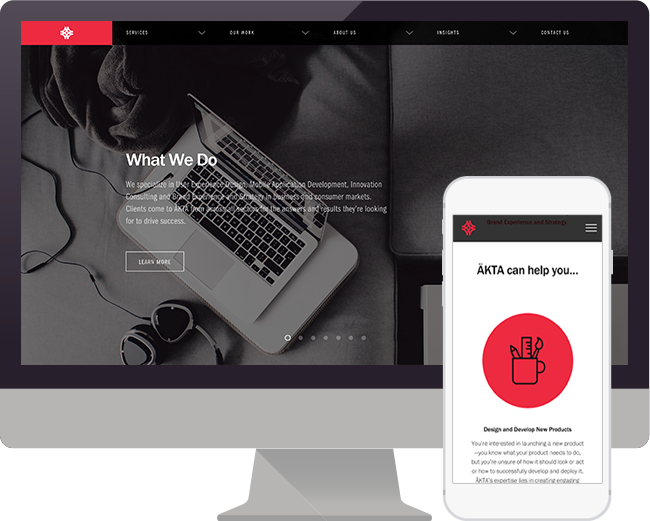 SERVICES
OUR WORK
ABOUT US
INSIGHTS
CONTACT US
What We Do
We specialize in User Experience Design, Mobile Application Development, Innovation
Consulting and Brand Experience and Strategy in business and consumer markets.
Clients come to ÄKTA from across all sectors for the answers and results they're looking
for to drive success.
LEARN MORE
Brand Experience and Strategy
ÄKTA can help you...
Design and Develop New Products
You're interested in launching a new product
–you know what your product needs to do,
but you're unsure of how it should look or act
or how to successfully develop and deploy it.
ÄKTA's expertise lies in creating engaging